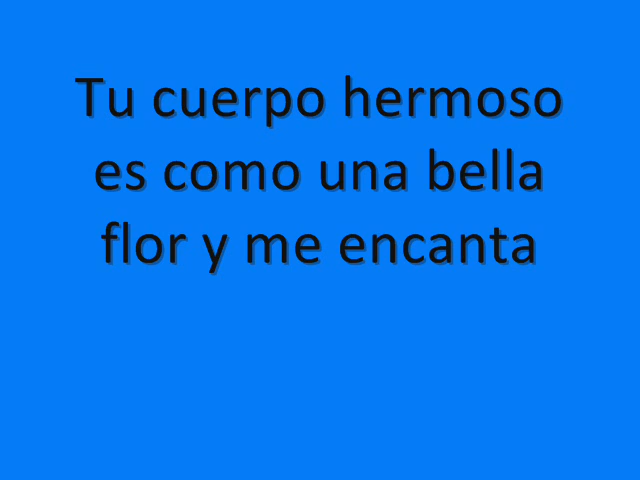 Tu cuerpo hermoso
es como una bella
flor y me encanta